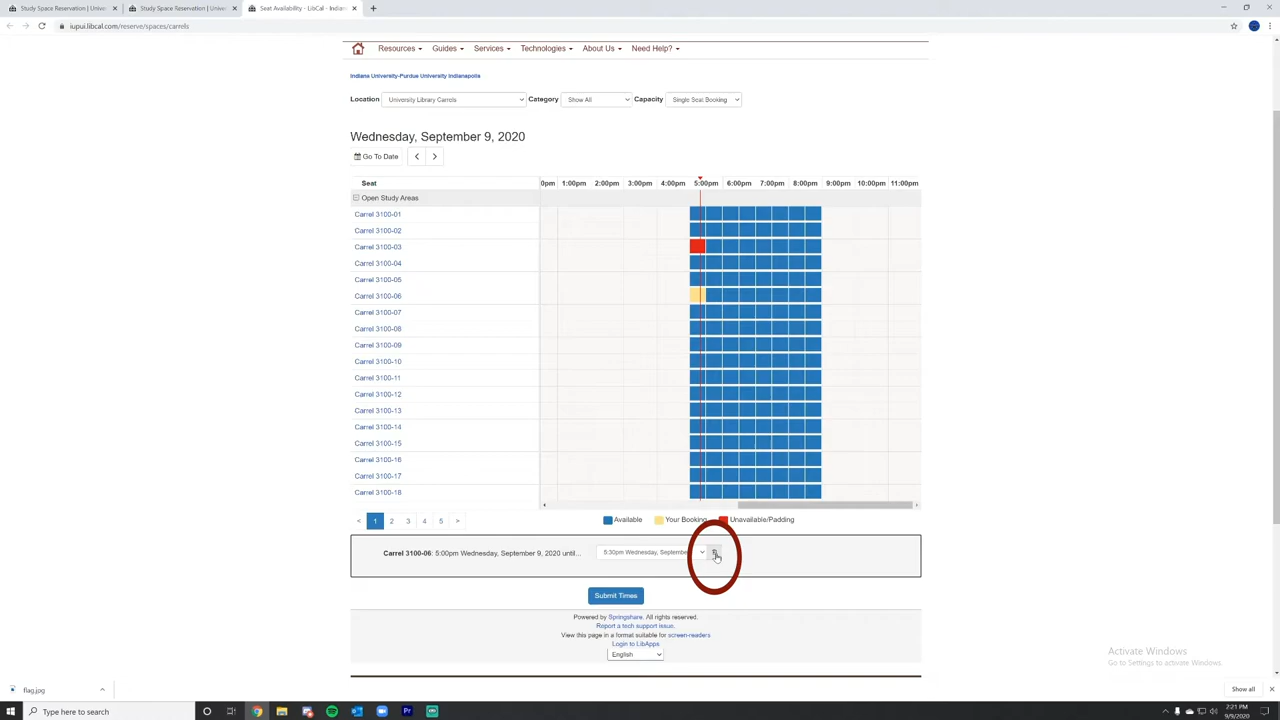 Study Space Reservation | Univer
Study Space Reservation | Univer
Seat Availability - LibCal - Indian
iupui.libcal.com/reserve/spaces/carrels
Resources Guides Services Technologies About Us Need Help?
Indiana University-Purdue University Indianapolis
Location University Library Carrels Category Show All Capacity Single Seat Booking
Wednesday, September 9, 2020
Go To Date
Seat 0pm 1:00pm 2:00pm 3:00pm 4:00pm 5:00pm 6:00pm 7:00pm 8:00pm 9:00pm 10:00pm 11:00pm
Open Study Areas
Carrel 3100-01
Carrel 3100-02
Carrel 3100-03
Carrel 3100-04
Carrel 3100-05
Carrel 3100-06
Carrel 3100-07
Carrel 3100-08
Carrel 3100-09
Carrel 3100-10
Carrel 3100-11
Carrel 3100-12
Carrel 3100-13
Carrel 3100-14
Carrel 3100-15
Carrel 3100-16
Carrel 3100-17
Carrel 3100-18
< 1 2 3 4 5 >
Available Your Booking Unavailable/Padding
Carrel 3100-06: 5:00pm Wednesday, September 9, 2020 until... 5:30pm Wednesday, Septembe
Submit Times
Powered by Springshare. All rights reserved.
Report a tech support issue.
View this page in a format suitable for screen-readers
Login to LibApps
English
Activate Windows
Go to Settings to activate Windows.
flag.jpg
Show all
Type here to search
2:21 PM
9/9/2020